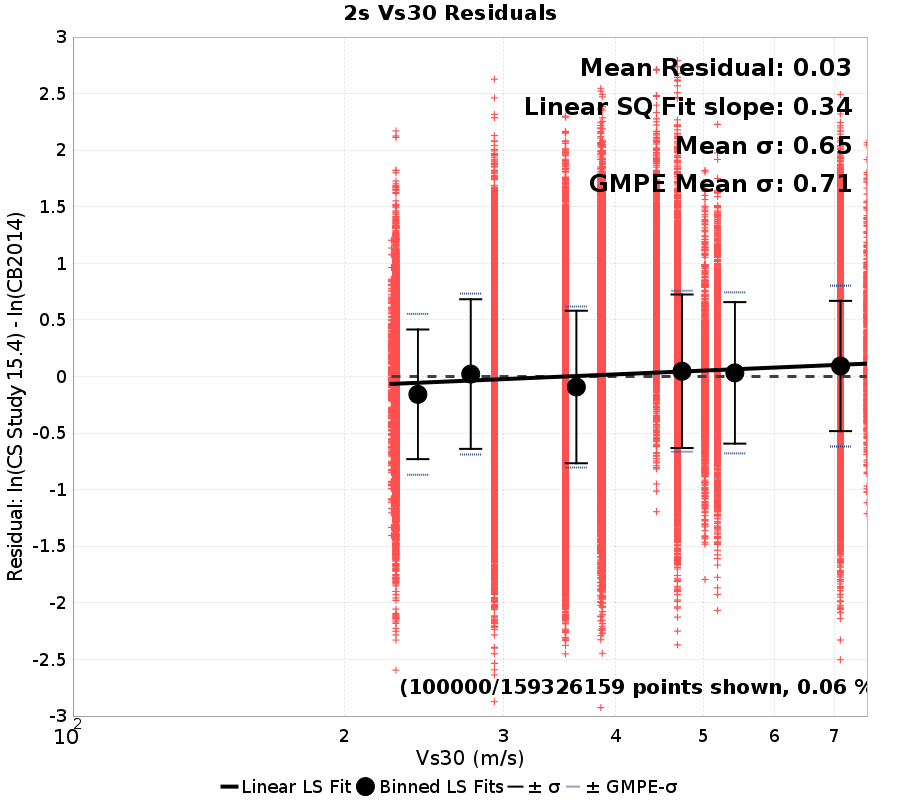 2s Vs30 Residuals
Mean Residual: 0.03
Linear SQ Fit slope: 0.34
Mean σ: 0.65
GMPE Mean σ: 0.71
3
2.5
2
1.5
1
0.5
0
-0.5
-1
-1.5
-2
-2.5
-3
Residual: ln(CS Study 15.4) - ln(CB2014)
(100000/159326159 points shown, 0.06 %
10^2
2
3
4
5
6
7
Vs30 (m/s)
Linear LS Fit
Binned LS Fits
± σ
± GMPE-σ